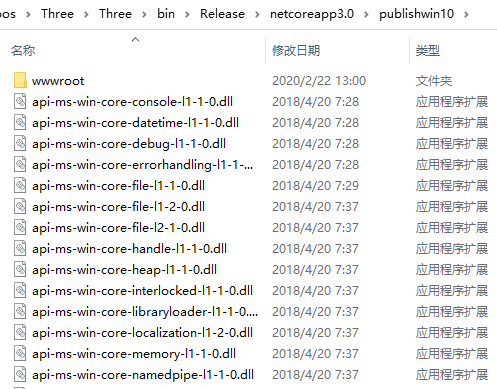 os > Three > Three > bin > Release > netcoreapp3.0 > publishwin10 >
名称 修改日期 类型
wwwroot 2020/2/22 13:00 文件夹
api-ms-win-core-console-l1-1-0.dll 2018/4/20 7:28 应用程序扩展
api-ms-win-core-datetime-l1-1-0.dll 2018/4/20 7:28 应用程序扩展
api-ms-win-core-debug-l1-1-0.dll 2018/4/20 7:28 应用程序扩展
api-ms-win-core-errorhandling-l1-1-... 2018/4/20 7:28 应用程序扩展
api-ms-win-core-file-l1-1-0.dll 2018/4/20 7:29 应用程序扩展
api-ms-win-core-file-l1-2-0.dll 2018/4/20 7:37 应用程序扩展
api-ms-win-core-file-l2-1-0.dll 2018/4/20 7:37 应用程序扩展
api-ms-win-core-handle-l1-1-0.dll 2018/4/20 7:37 应用程序扩展
api-ms-win-core-heap-l1-1-0.dll 2018/4/20 7:37 应用程序扩展
api-ms-win-core-interlocked-l1-1-0.dll 2018/4/20 7:37 应用程序扩展
api-ms-win-core-libraryloader-l1-1-0.... 2018/4/20 7:37 应用程序扩展
api-ms-win-core-localization-l1-2-0.dll 2018/4/20 7:37 应用程序扩展
api-ms-win-core-memory-l1-1-0.dll 2018/4/20 7:37 应用程序扩展
api-ms-win-core-namedpipe-l1-1-0.dll 2018/4/20 7:37 应用程序扩展